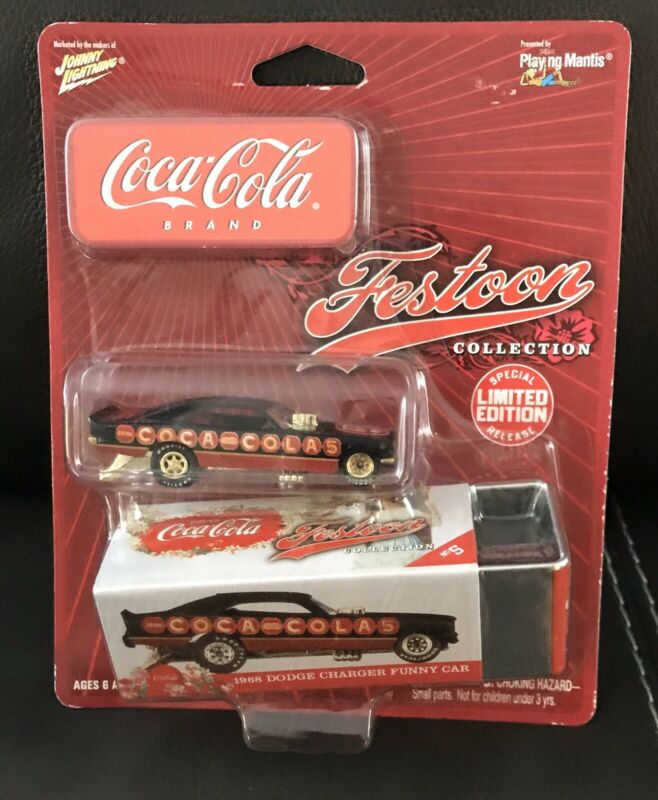 Marketed by the makers of
JOHNNY
LIGHTNING®
Presented by
Playing Mantis®
Coca-Cola®
BRAND
Festoon
COLLECTION
SPECIAL
LIMITED
EDITION
RELEASE
COCA COLA 5
Coca-Cola
Festoon
COLLECTION
COCA COLA 5
1968 DODGE CHARGER FUNNY CAR
AGES 6 A
CHOKING HAZARD—
Small parts. Not for children under 3 yrs.